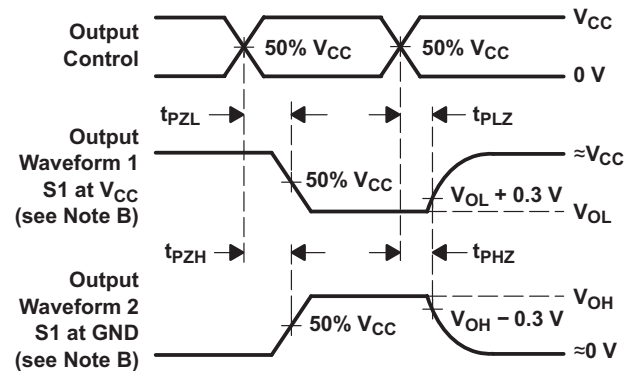 Output
Control
50% VCC
50% VCC
VCC
0 V
tPZL
tPLZ
Output
Waveform 1
S1 at VCC
(see Note B)
50% VCC
≈VCC
VOL + 0.3 V
VOL
tPZH
tPHZ
Output
Waveform 2
S1 at GND
(see Note B)
50% VCC
VOH
VOH − 0.3 V
≈0 V